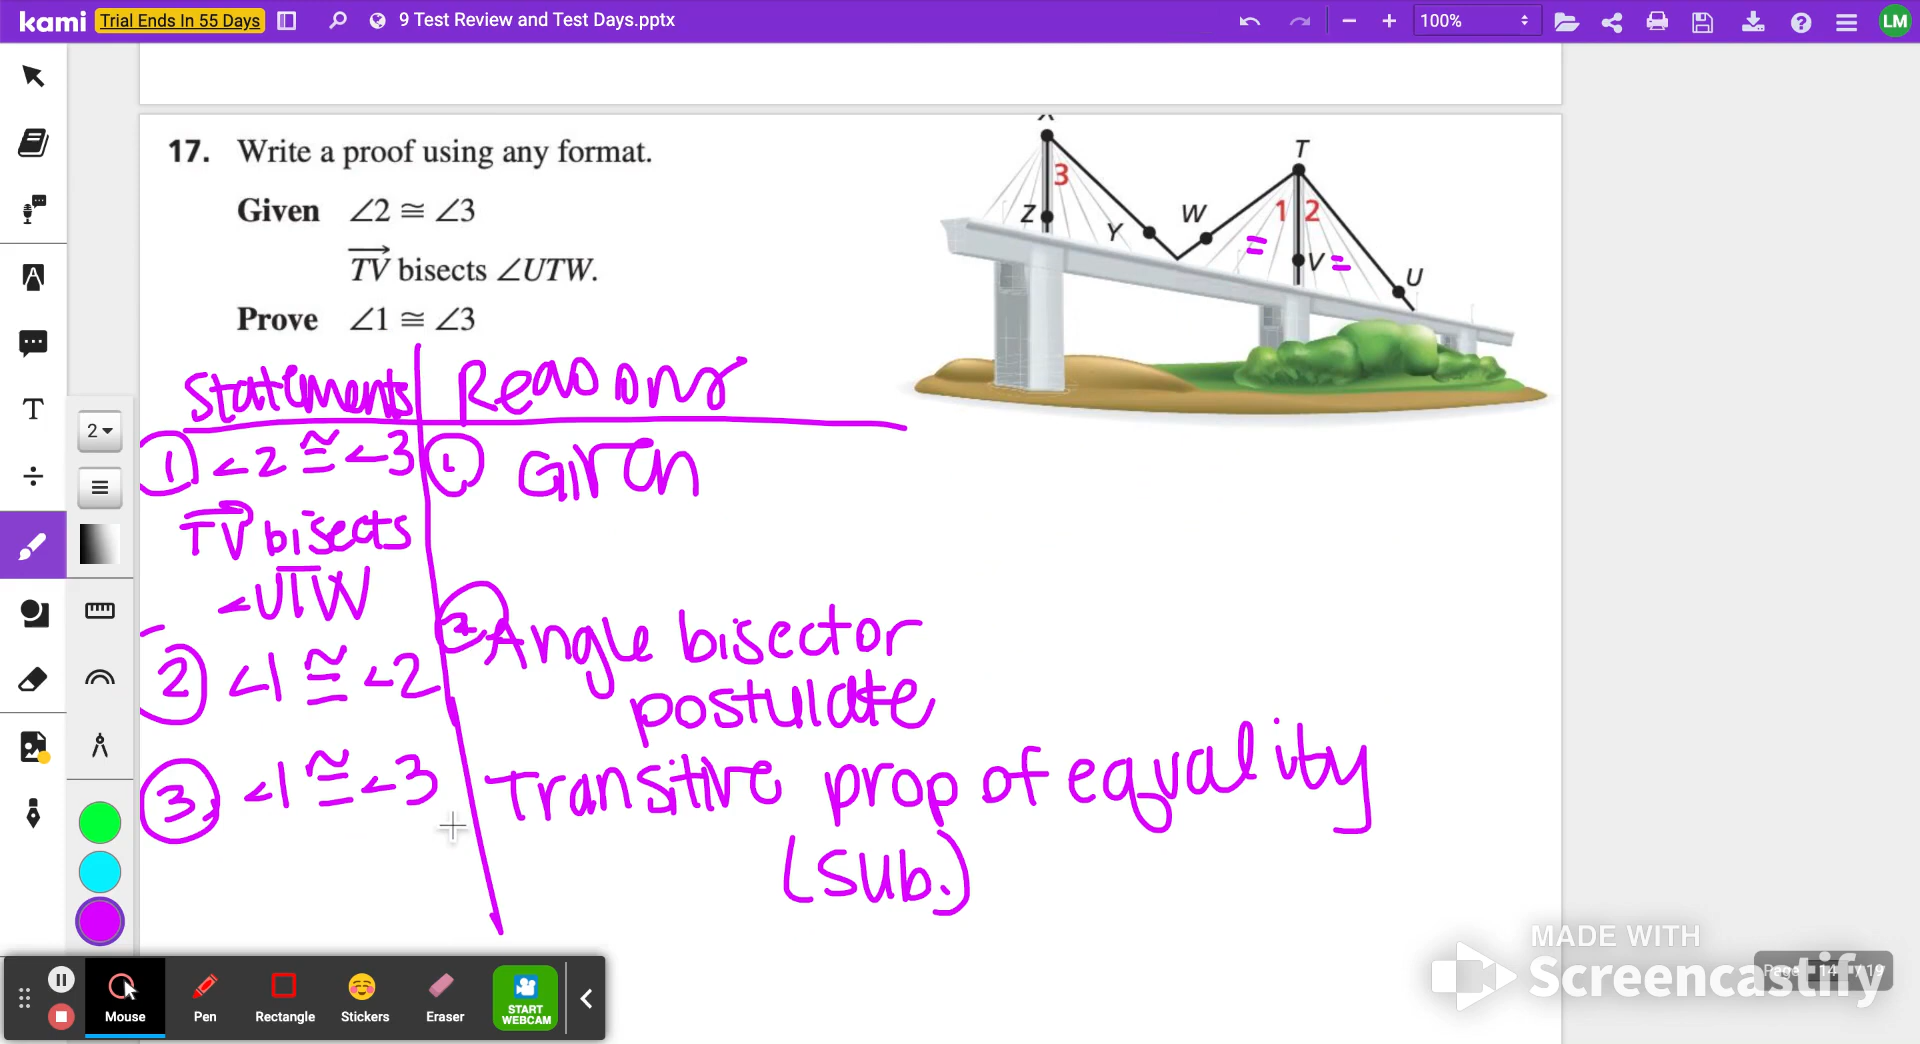 kami Trial Ends In 55 Days 9 Test Review and Test Days.pptx 100% LM
17. Write a proof using any format.
Given ∠2 ≅ ∠3
TV bisects ∠UTW.
Prove ∠1 ≅ ∠3
X
T
3
Z
Y
W
1 2
V
U
Statements Reasons
① <2 ≅ <3 ①. Given
TV bisects
<UTW
② <1 ≅ <2 ② Angle bisector
postulate
③. <1 ≅ <3 Transitive prop of equality
(sub.)
2
T
Mouse Pen Rectangle Stickers Eraser START WEBCAM
MADE WITH
Screencastify
Page 14 / 19